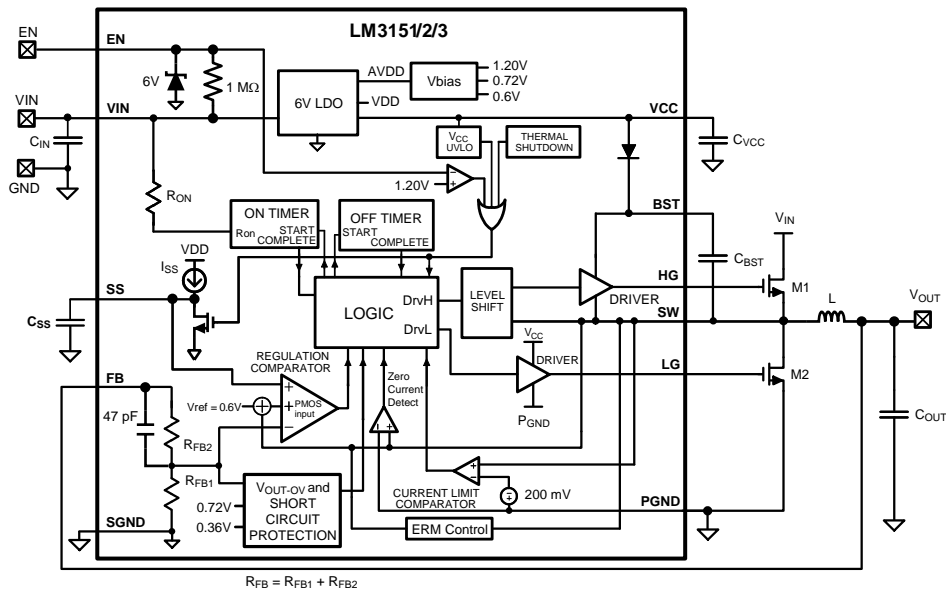 LM3151/2/3
EN
EN
6V
1 MΩ
6V LDO
AVDD
VDD
Vbias
1.20V
0.72V
0.6V
VIN
VIN
VCC
CIN
CVCC
GND
VCC
UVLO
THERMAL
SHUTDOWN
1.20V
RON
ON TIMER
Ron
START
COMPLETE
OFF TIMER
START
COMPLETE
BST
VIN
CBST
VDD
ISS
SS
CSS
LOGIC
DrvH
DrvL
LEVEL
SHIFT
HG
DRIVER
SW
M1
L
VOUT
VCC
DRIVER
LG
M2
PGND
REGULATION
COMPARATOR
Zero
Current
Detect
FB
47 pF
Vref = 0.6V
PMOS
input
RFB2
RFB1
COUT
VOUT-OV and
SHORT
CIRCUIT
PROTECTION
0.72V
0.36V
CURRENT LIMIT
COMPARATOR
200 mV
PGND
SGND
ERM Control
RFB = RFB1 + RFB2